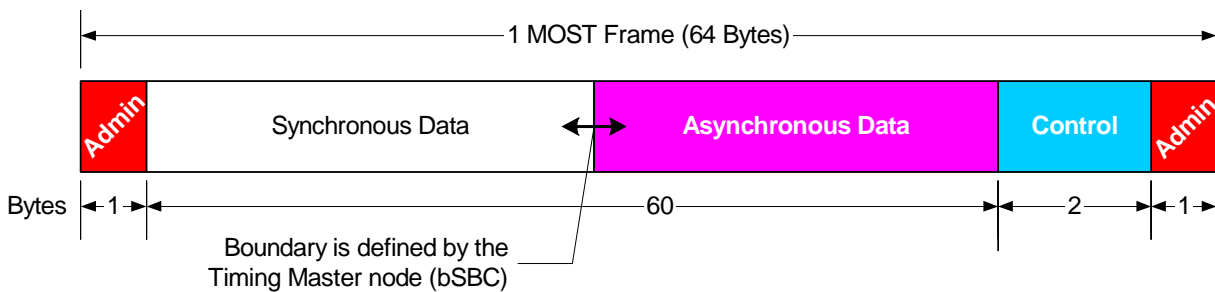 1 MOST Frame (64 Bytes)
Admin
Synchronous Data
Asynchronous Data
Control
Admin
Bytes
1
60
2
1
Boundary is defined by the
Timing Master node (bSBC)